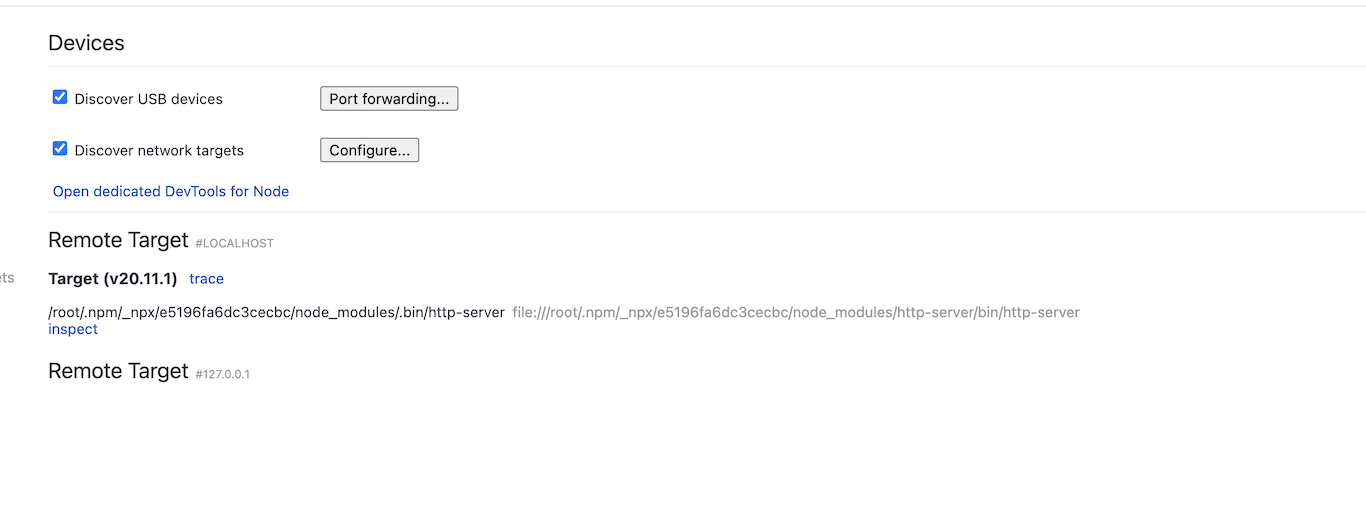 Devices
Discover USB devices Port forwarding...
Discover network targets Configure...
Open dedicated DevTools for Node
Remote Target #LOCALHOST
ets
Target (v20.11.1) trace
/root/.npm/_npx/e5196fa6dc3cecbc/node_modules/.bin/http-server file:///root/.npm/_npx/e5196fa6dc3cecbc/node_modules/http-server/bin/http-server
inspect
Remote Target #127.0.0.1